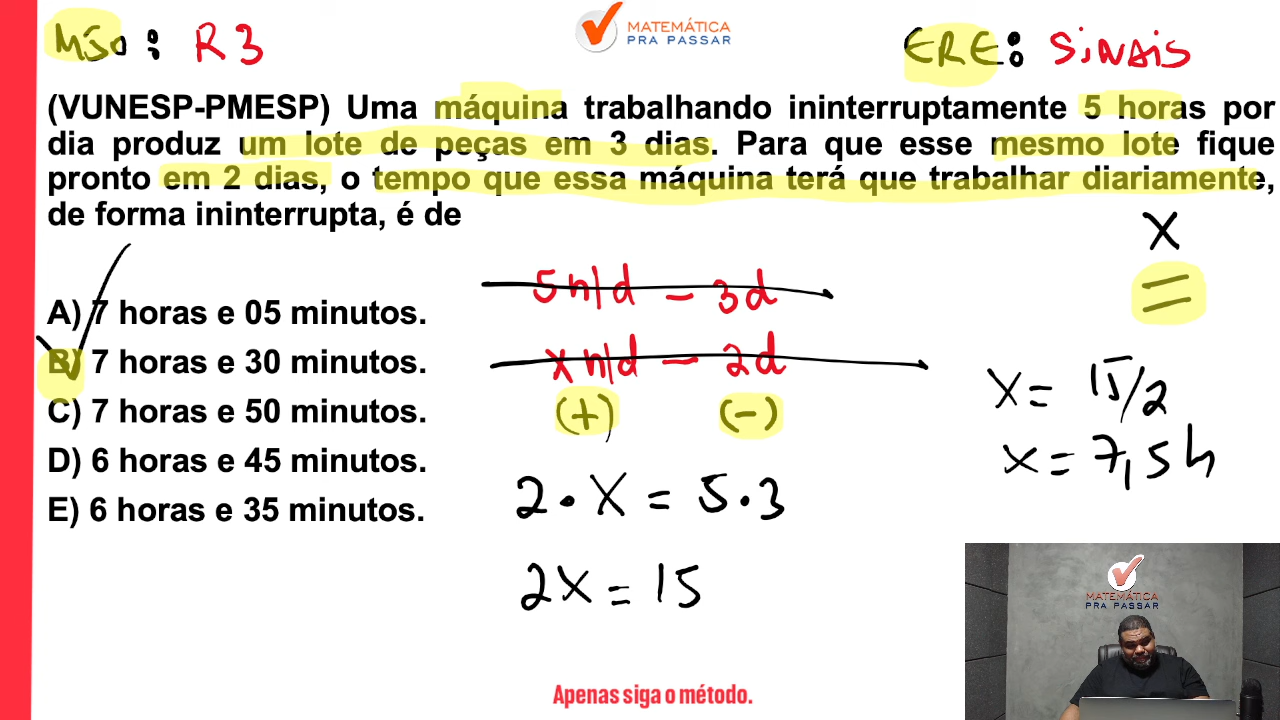 MÉTO : R3
MATEMÁTICA
PRA PASSAR
ERE: SINAIS
(VUNESP-PMESP) Uma máquina trabalhando ininterruptamente 5 horas por
dia produz um lote de peças em 3 dias. Para que esse mesmo lote fique
pronto em 2 dias, o tempo que essa máquina terá que trabalhar diariamente,
de forma ininterrupta, é de
x
=
A) 7 horas e 05 minutos.
B) 7 horas e 30 minutos.
C) 7 horas e 50 minutos.
D) 6 horas e 45 minutos.
E) 6 horas e 35 minutos.
5h/d - 3d
x h/d - 2d
(+) (-)
2 · x = 5 · 3
2x = 15
x = 15/2
x = 7,5 h
MATEMÁTICA
PRA PASSAR
Apenas siga o método.